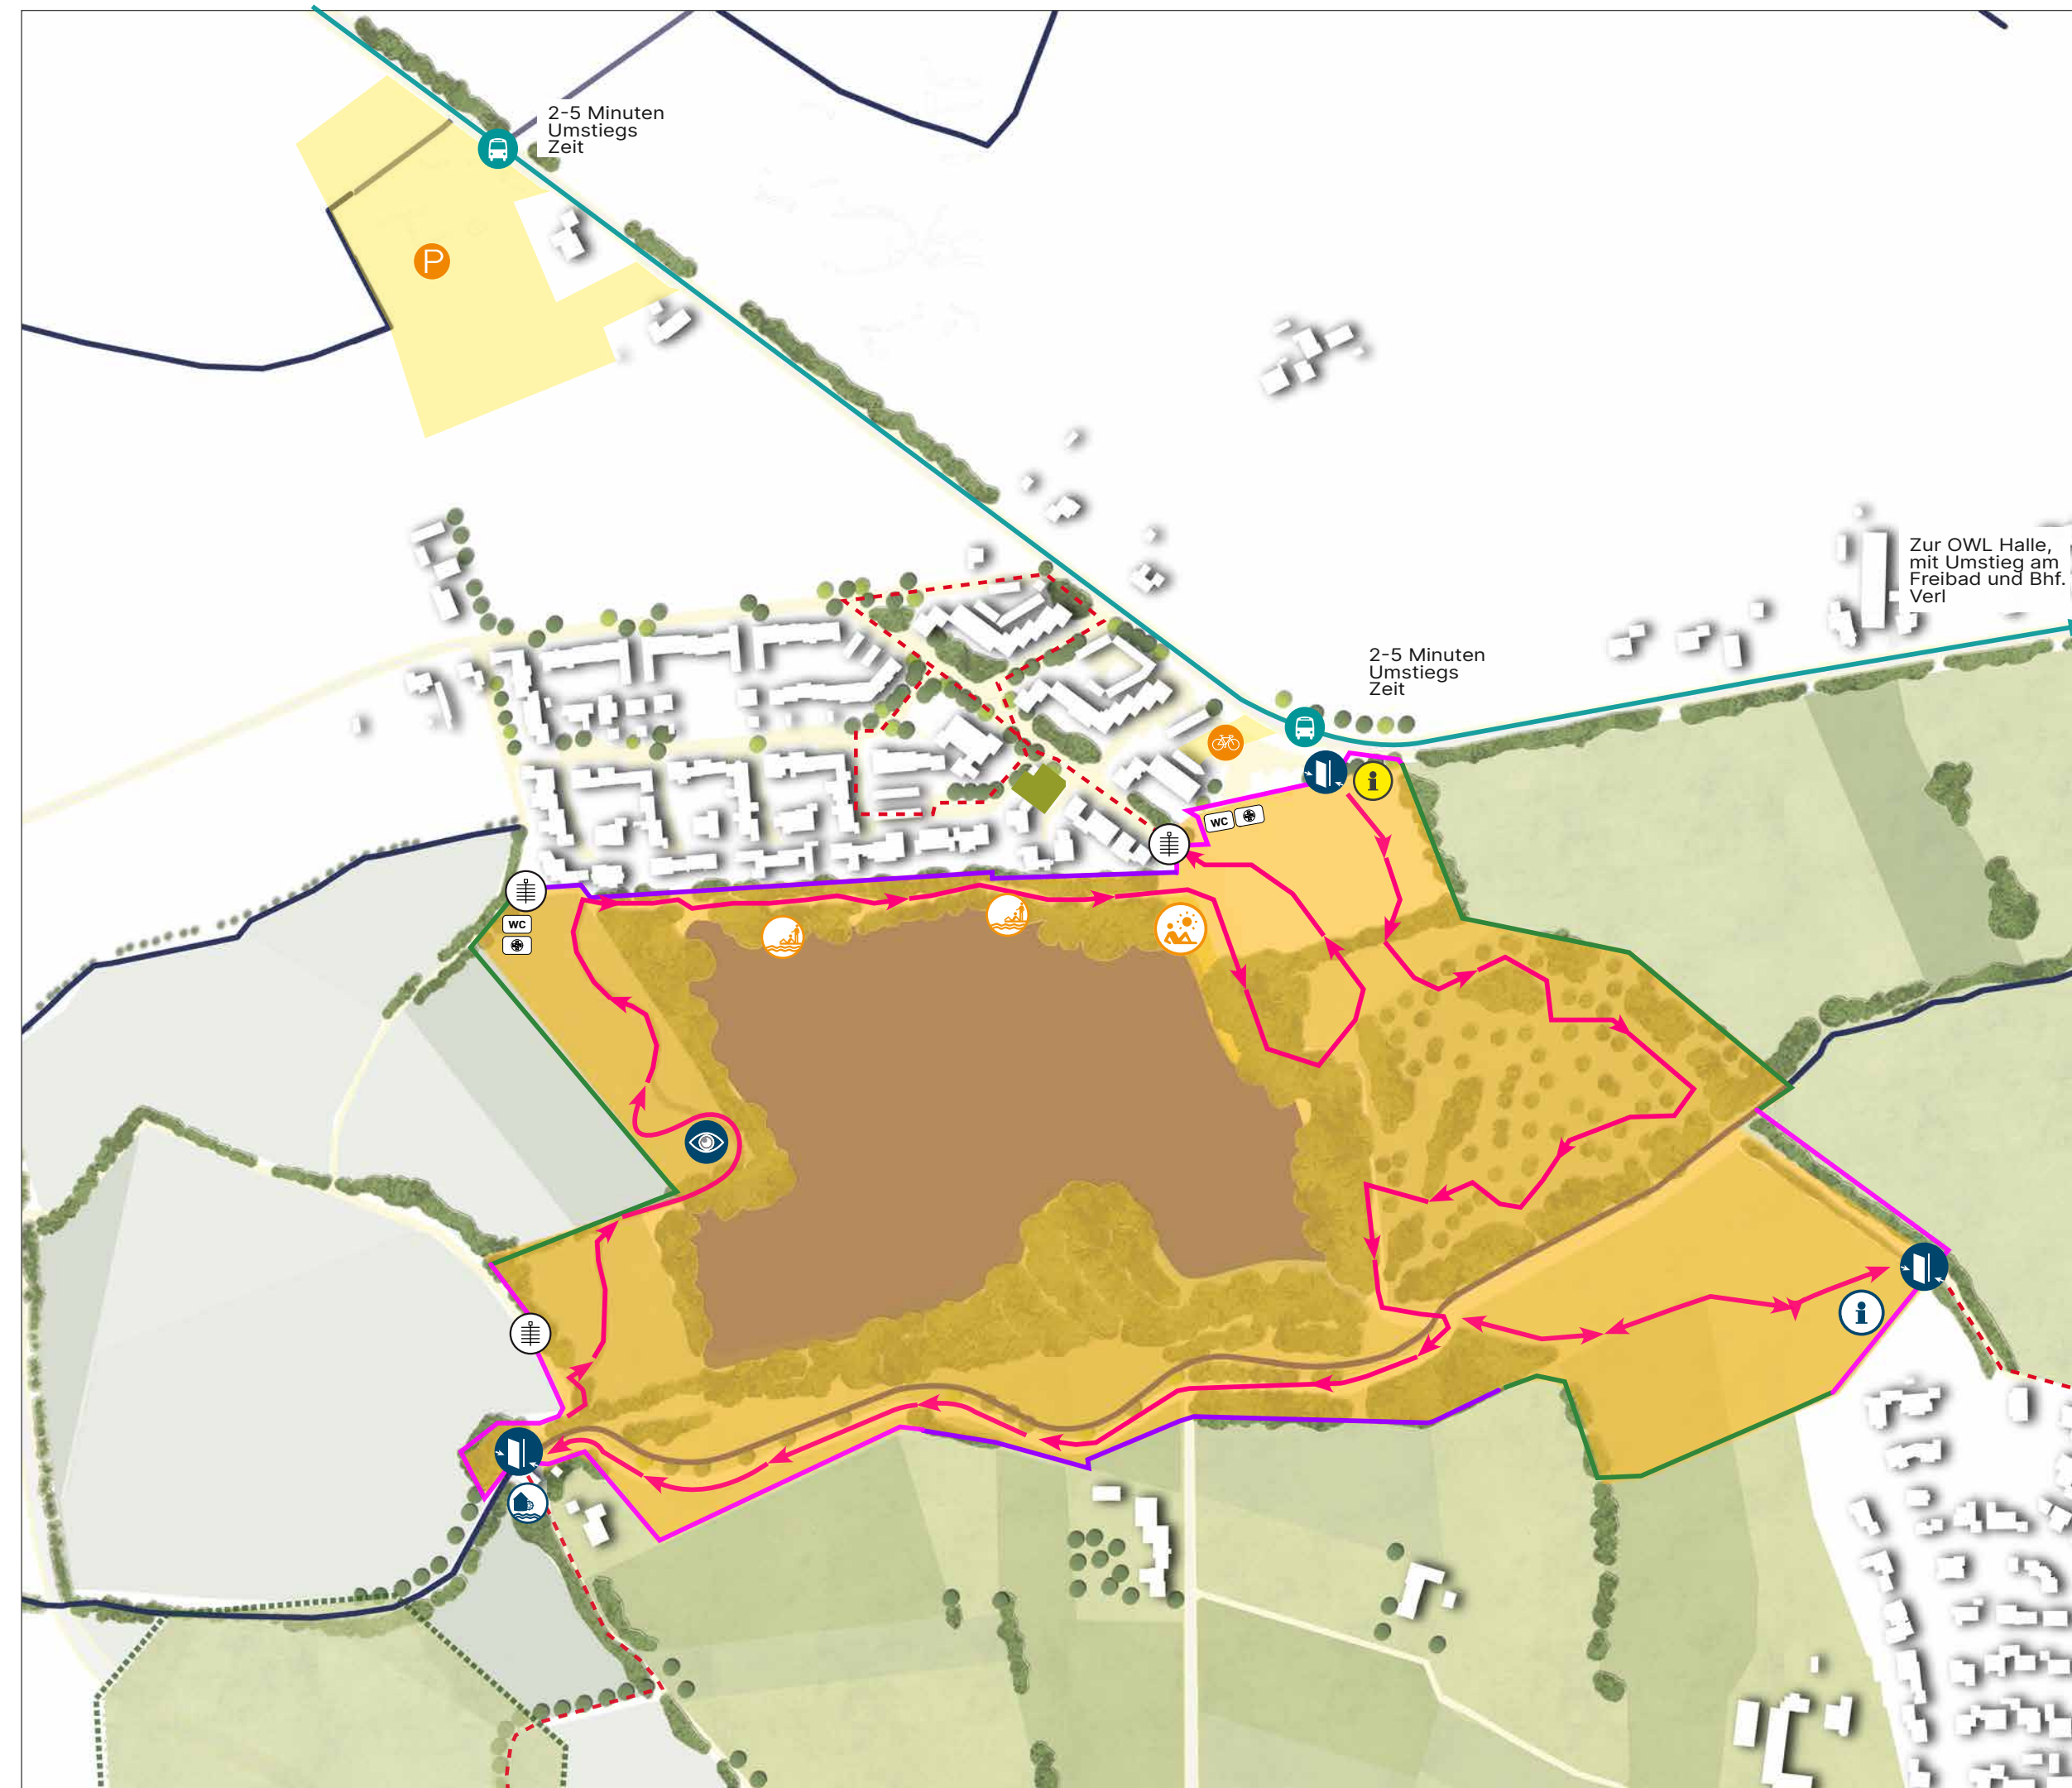 2-5 Minuten
Umstiegs
Zeit
P
Zur OWL Halle,
mit Umstieg am
Freibad und Bhf.
Verl
2-5 Minuten
Umstiegs
Zeit
i
WC
WC
i